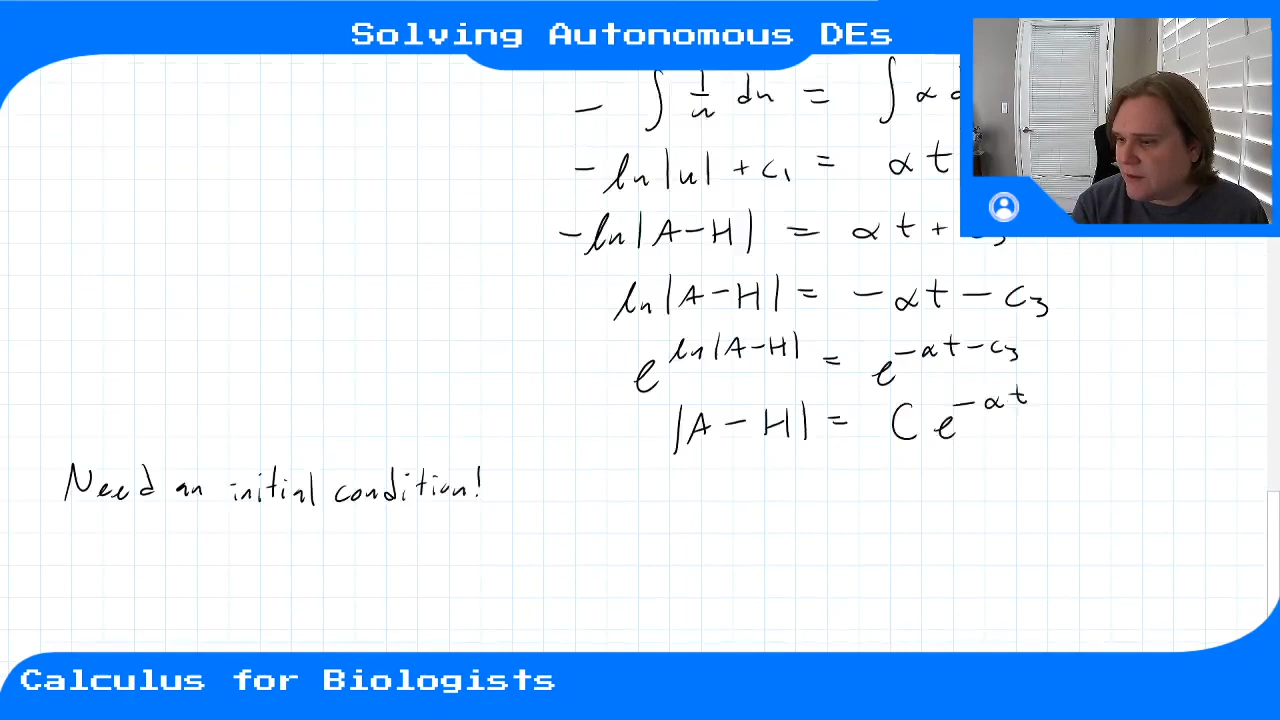 Solving Autonomous DEs
- ∫ 1/u du = ∫ α
-ln|u| + c₁ = αt
-ln|A-H| = αt +
ln|A-H| = -αt - c₃
e^{ln|A-H|} = e^{-αt-c₃}
|A-H| = C e^{-αt}
Need an initial condition!
Calculus for Biologists